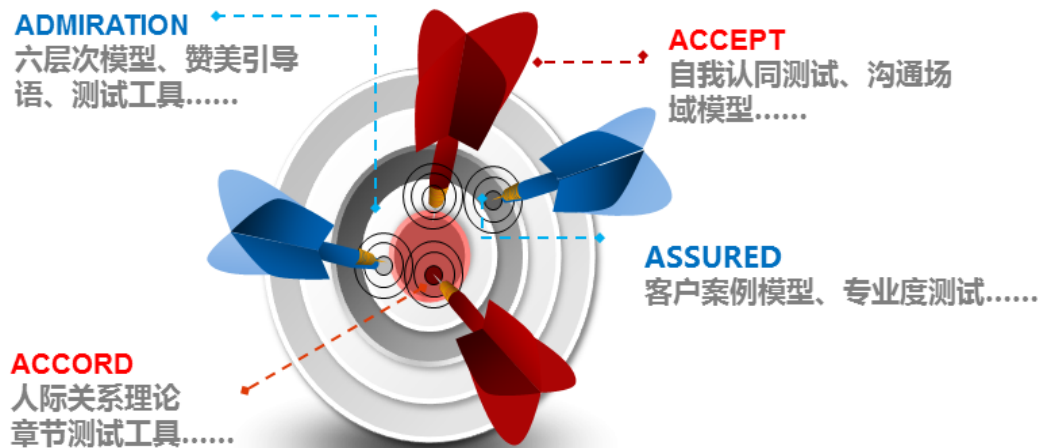 ADMIRATION
六层次模型、赞美引导
语、测试工具......
ACCEPT
自我认同测试、沟通场
域模型......
ASSURED
客户案例模型、专业度测试......
ACCORD
人际关系理论
章节测试工具......